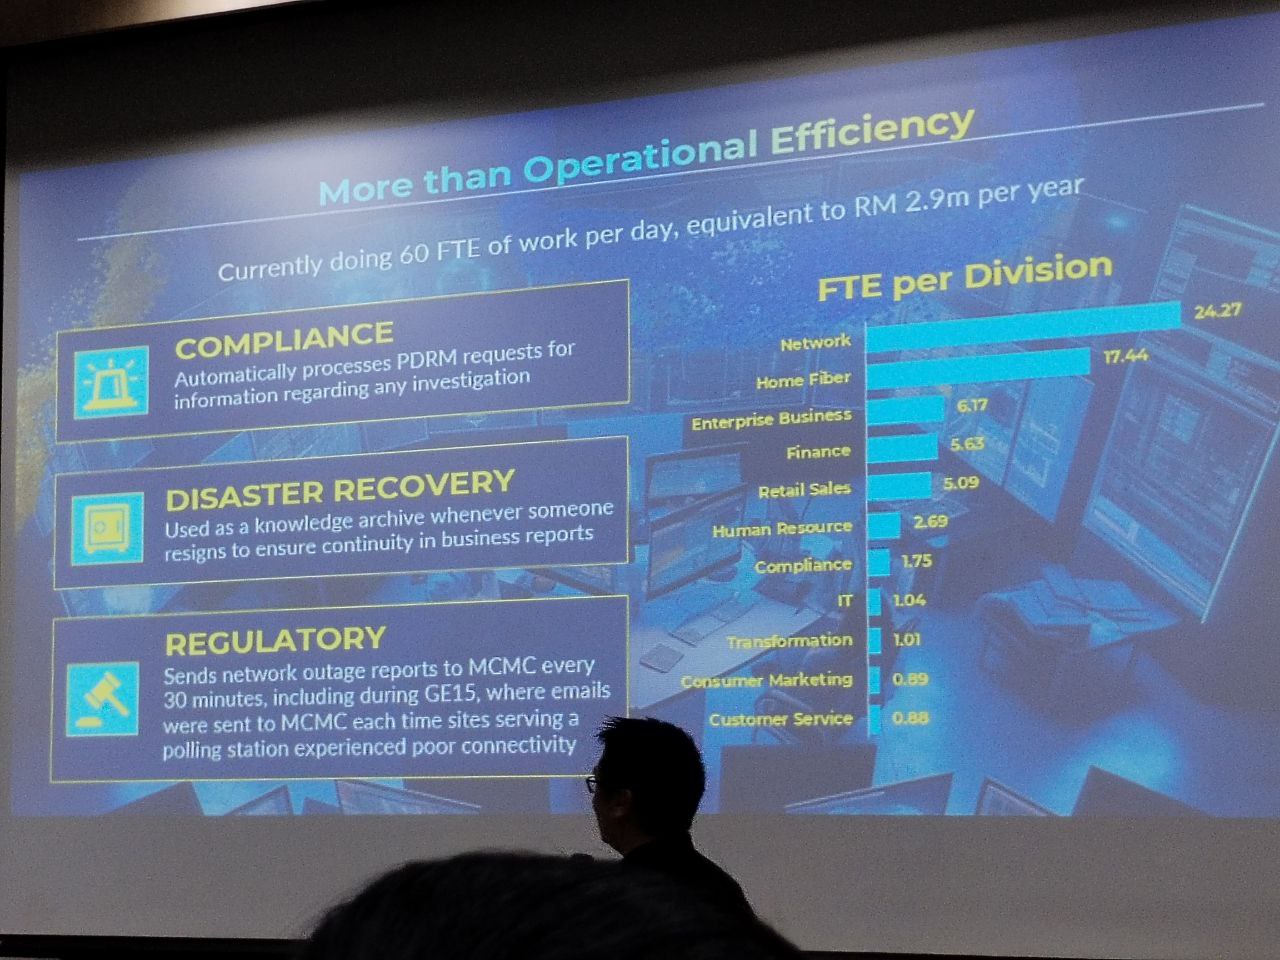 More than Operational Efficiency
Currently doing 60 FTE of work per day, equivalent to RM 2.9m per year
COMPLIANCE
Automatically processes PDRM requests for
information regarding any investigation
DISASTER RECOVERY
Used as a knowledge archive whenever someone
resigns to ensure continuity in business reports
REGULATORY
Sends network outage reports to MCMC every
30 minutes, including during GE15, where emails
were sent to MCMC each time sites serving a
polling station experienced poor connectivity
FTE per Division
Network 24.27
Home Fiber 17.44
Enterprise Business 6.17
Finance 5.63
Retail Sales 5.09
Human Resource 2.69
Compliance 1.75
IT 1.04
Transformation 1.01
Consumer Marketing 0.89
Customer Service 0.88